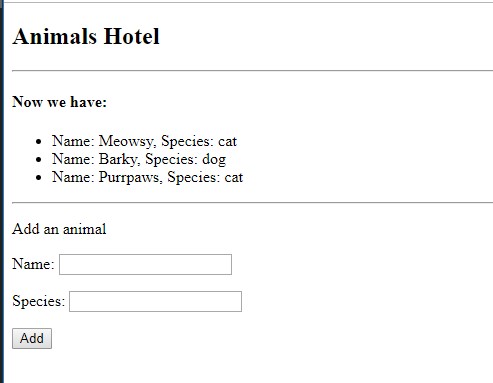 Animals Hotel
Now we have:
Name: Meowsy, Species: cat
Name: Barky, Species: dog
Name: Purrpaws, Species: cat
Add an animal
Name:
Species:
Add